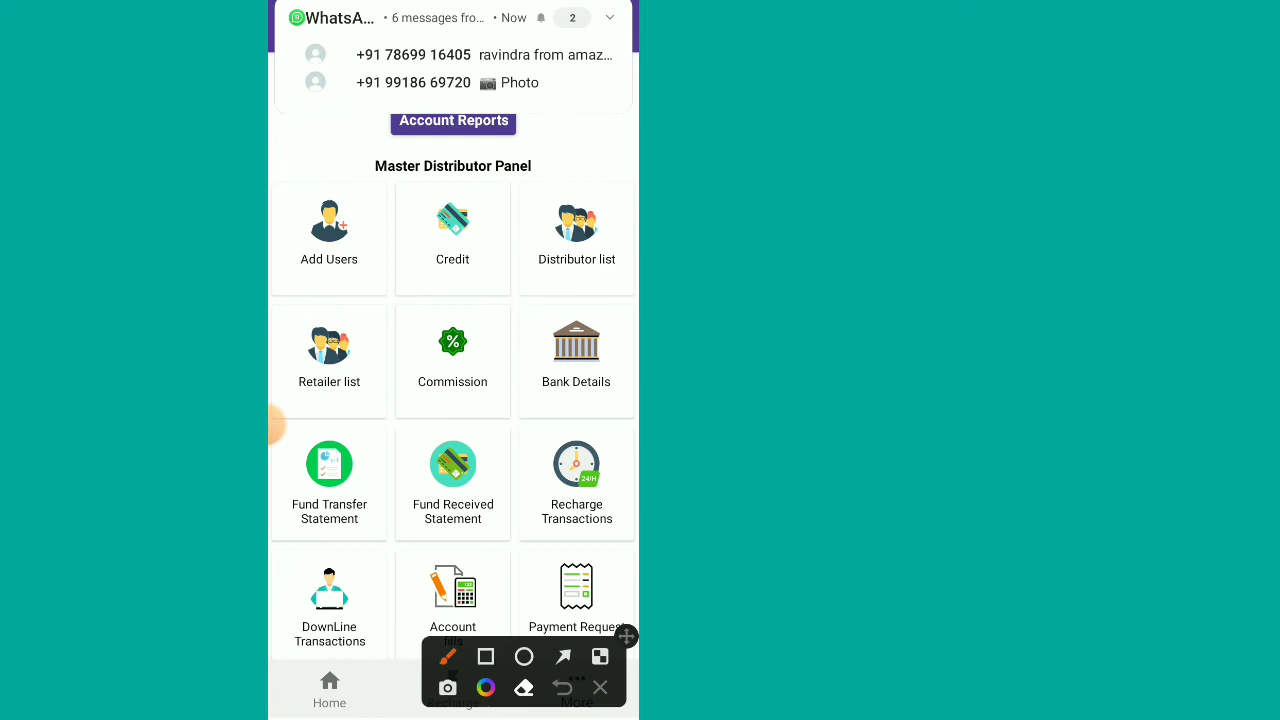 WhatsA... • 6 messages fro... • Now 2
+91 78699 16405 ravindra from amaz...
+91 99186 69720 📷 Photo
Account Reports
Master Distributor Panel
Add Users
Credit
Distributor list
Retailer list
Commission
Bank Details
Fund Transfer
Statement
Fund Received
Statement
Recharge
Transactions
24/H
DownLine
Transactions
Account
Payment Request
Home
More